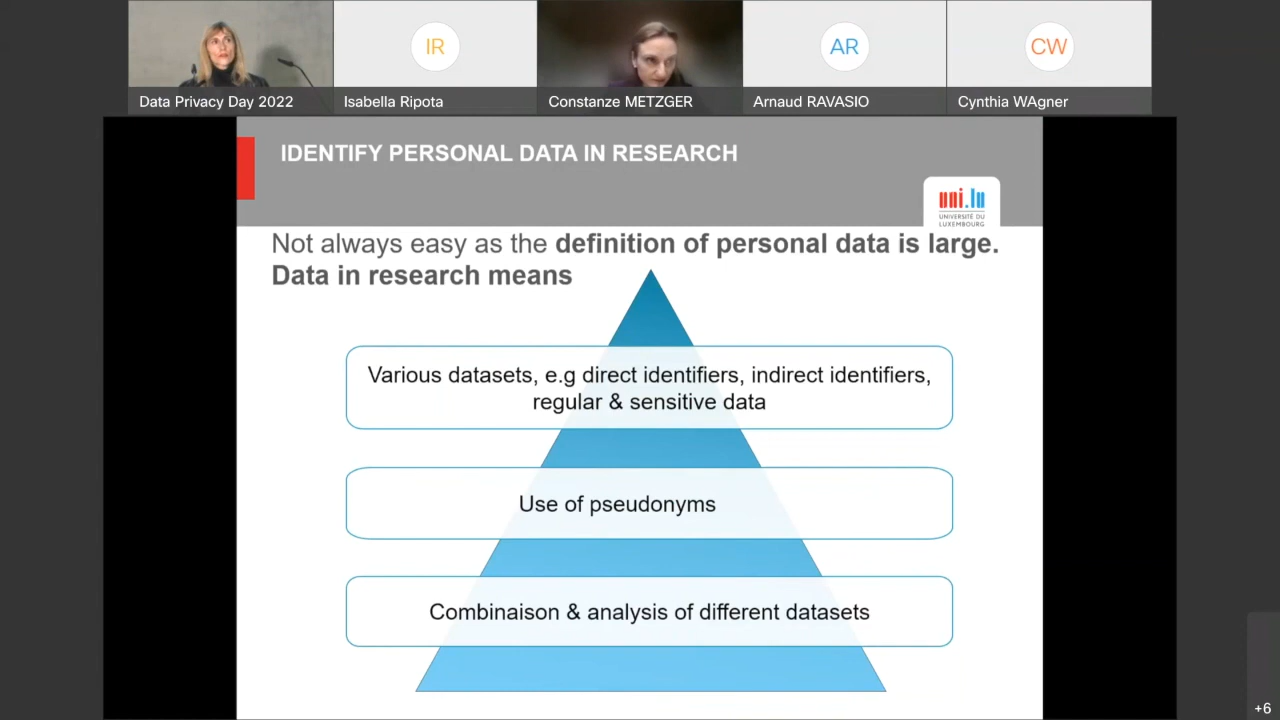 IR
AR
CW
Data Privacy Day 2022
Isabella Ripota
Constanze METZGER
Arnaud RAVASIO
Cynthia WAgner
IDENTIFY PERSONAL DATA IN RESEARCH
uni.lu
UNIVERSITÉ DU
LUXEMBOURG
Not always easy as the definition of personal data is large.
Data in research means
Various datasets, e.g direct identifiers, indirect identifiers,
regular & sensitive data
Use of pseudonyms
Combinaison & analysis of different datasets
+6